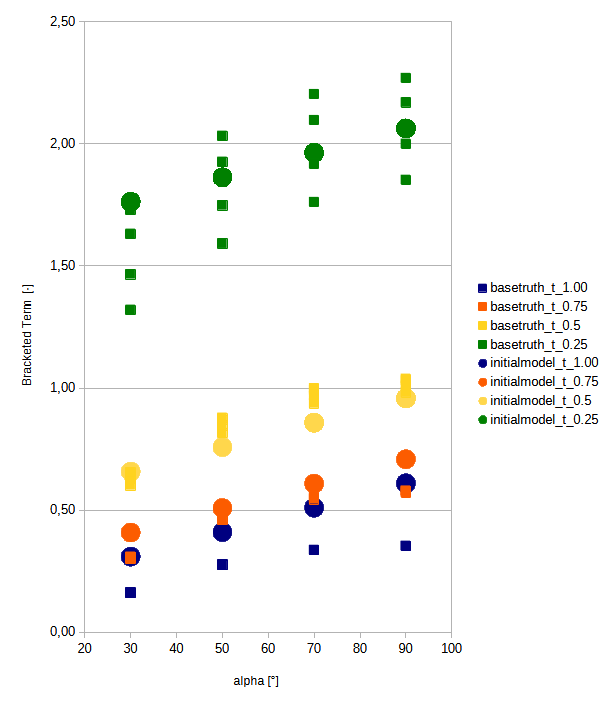 2,50
2,00
1,50
1,00
0,50
0,00
Bracketed Term [-]
20 30 40 50 60 70 80 90 100
alpha [°]
basetruth_t_1.00
basetruth_t_0.75
basetruth_t_0.5
basetruth_t_0.25
initialmodel_t_1.00
initialmodel_t_0.75
initialmodel_t_0.5
initialmodel_t_0.25